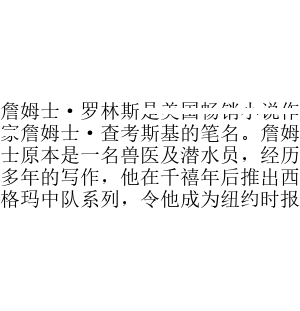 詹姆士·罗林斯是美国畅销小说作
家詹姆士·查考斯基的笔名。詹姆
士原本是一名兽医及潜水员，经历
多年的写作，他在千禧年后推出西
格玛中队系列，令他成为纽约时报